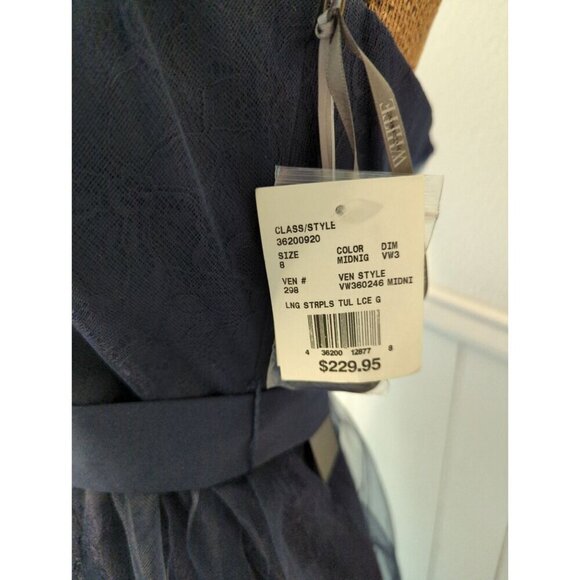 WHITE
CLASS/STYLE
36200920
SIZE COLOR DIM
8 MIDNIG VW3
VEN # VEN STYLE
298 VW360246 MIDNI
LNG STRPLS TUL LCE G
4 36200 12877 8
$229.95